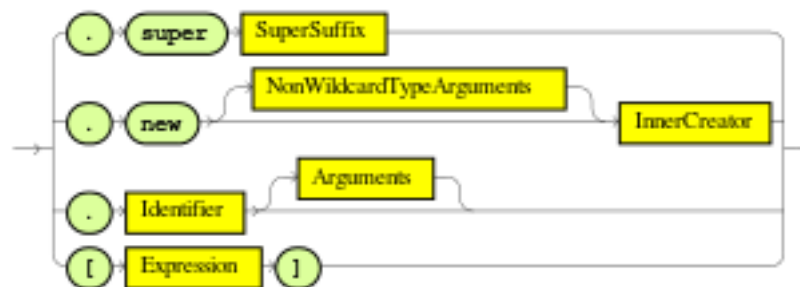 . super SuperSuffix
NonWildcardTypeArguments
. new InnerCreator
Arguments
. Identifier
[ Expression ]